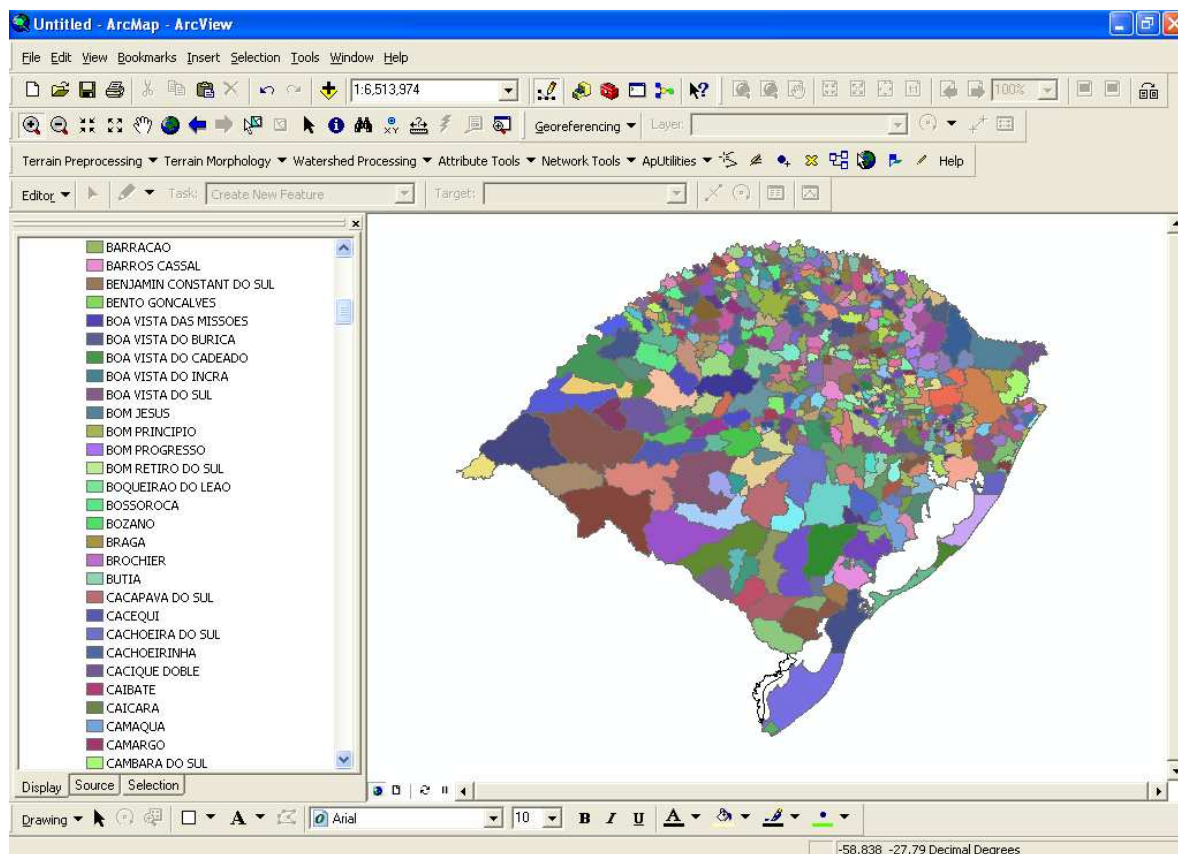 Untitled - ArcMap - ArcView
File Edit View Bookmarks Insert Selection Tools Window Help
1:6,513,974
100%
Georeferencing Layer:
Terrain Preprocessing Terrain Morphology Watershed Processing Attribute Tools Network Tools ApUtilities Help
Editor Task: Create New Feature Target:
BARRACAO
BARROS CASSAL
BENJAMIN CONSTANT DO SUL
BENTO GONCALVES
BOA VISTA DAS MISSOES
BOA VISTA DO BURICA
BOA VISTA DO CADEADO
BOA VISTA DO INCRA
BOA VISTA DO SUL
BOM JESUS
BOM PRINCIPIO
BOM PROGRESSO
BOM RETIRO DO SUL
BOQUEIRAO DO LEAO
BOSSOROCA
BOZANO
BRAGA
BROCHIER
BUTIA
CACAPAVA DO SUL
CACEQUI
CACHOEIRA DO SUL
CACHOEIRINHA
CACIQUE DOBLE
CAIBATE
CAICARA
CAMAQUA
CAMARGO
CAMBARA DO SUL
Display Source Selection
Drawing A Arial 10 B I U A
-58.838 -27.79 Decimal Degrees